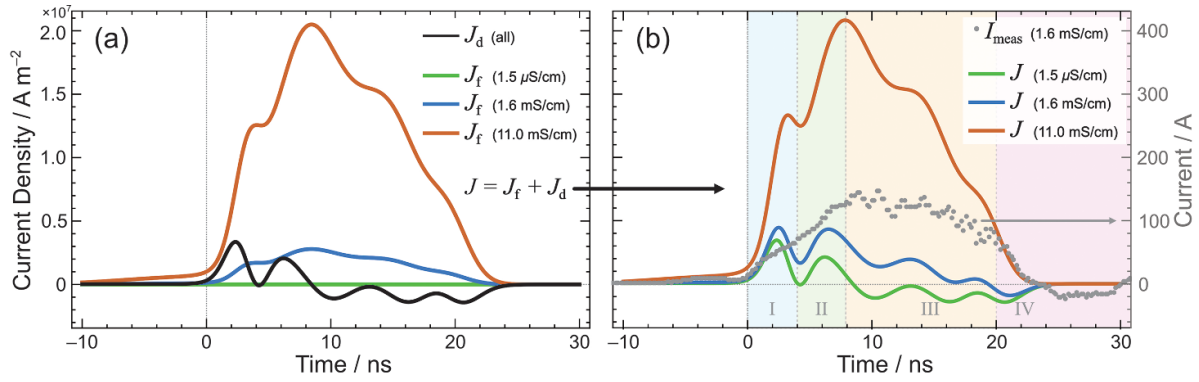 ×10⁷
(a)
J_d (all)
J_f (1.5 µS/cm)
J_f (1.6 mS/cm)
J_f (11.0 mS/cm)
J = J_f + J_d
Current Density / A m⁻²
2.0
1.5
1.0
0.5
0
−10
0
10
20
30
Time / ns
(b)
I_meas (1.6 mS/cm)
J (1.5 µS/cm)
J (1.6 mS/cm)
J (11.0 mS/cm)
I
II
III
IV
400
300
200
100
0
Current / A
−10
0
10
20
30
Time / ns